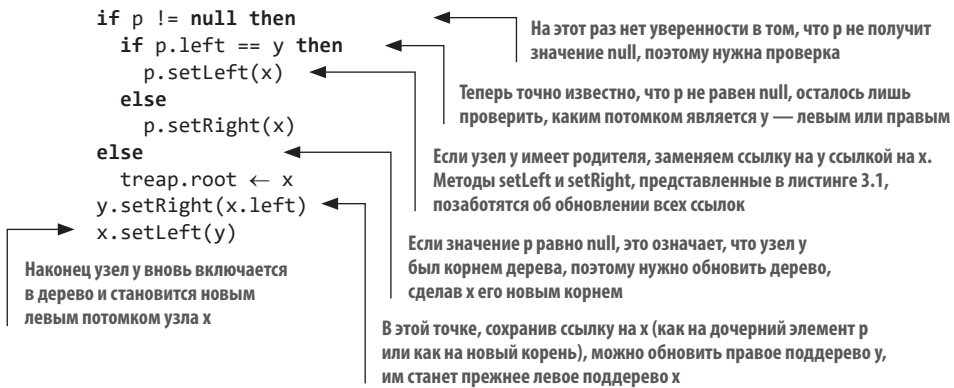 if p != null then
if p.left == y then
p.setLeft(x)
else
p.setRight(x)
else
treap.root ← x
y.setRight(x.left)
x.setLeft(y)
На этот раз нет уверенности в том, что p не получит
значение null, поэтому нужна проверка
Теперь точно известно, что p не равен null, осталось лишь
проверить, каким потомком является y — левым или правым
Если узел y имеет родителя, заменяем ссылку на y ссылкой на x.
Методы setLeft и setRight, представленные в листинге 3.1,
позаботятся об обновлении всех ссылок
Если значение p равно null, это означает, что узел y
был корнем дерева, поэтому нужно обновить дерево,
сделав x его новым корнем
В этой точке, сохранив ссылку на x (как на дочерний элемент p
или как на новый корень), можно обновить правое поддерево y,
им станет прежнее левое поддерево x
Наконец узел y вновь включается
в дерево и становится новым
левым потомком узла x